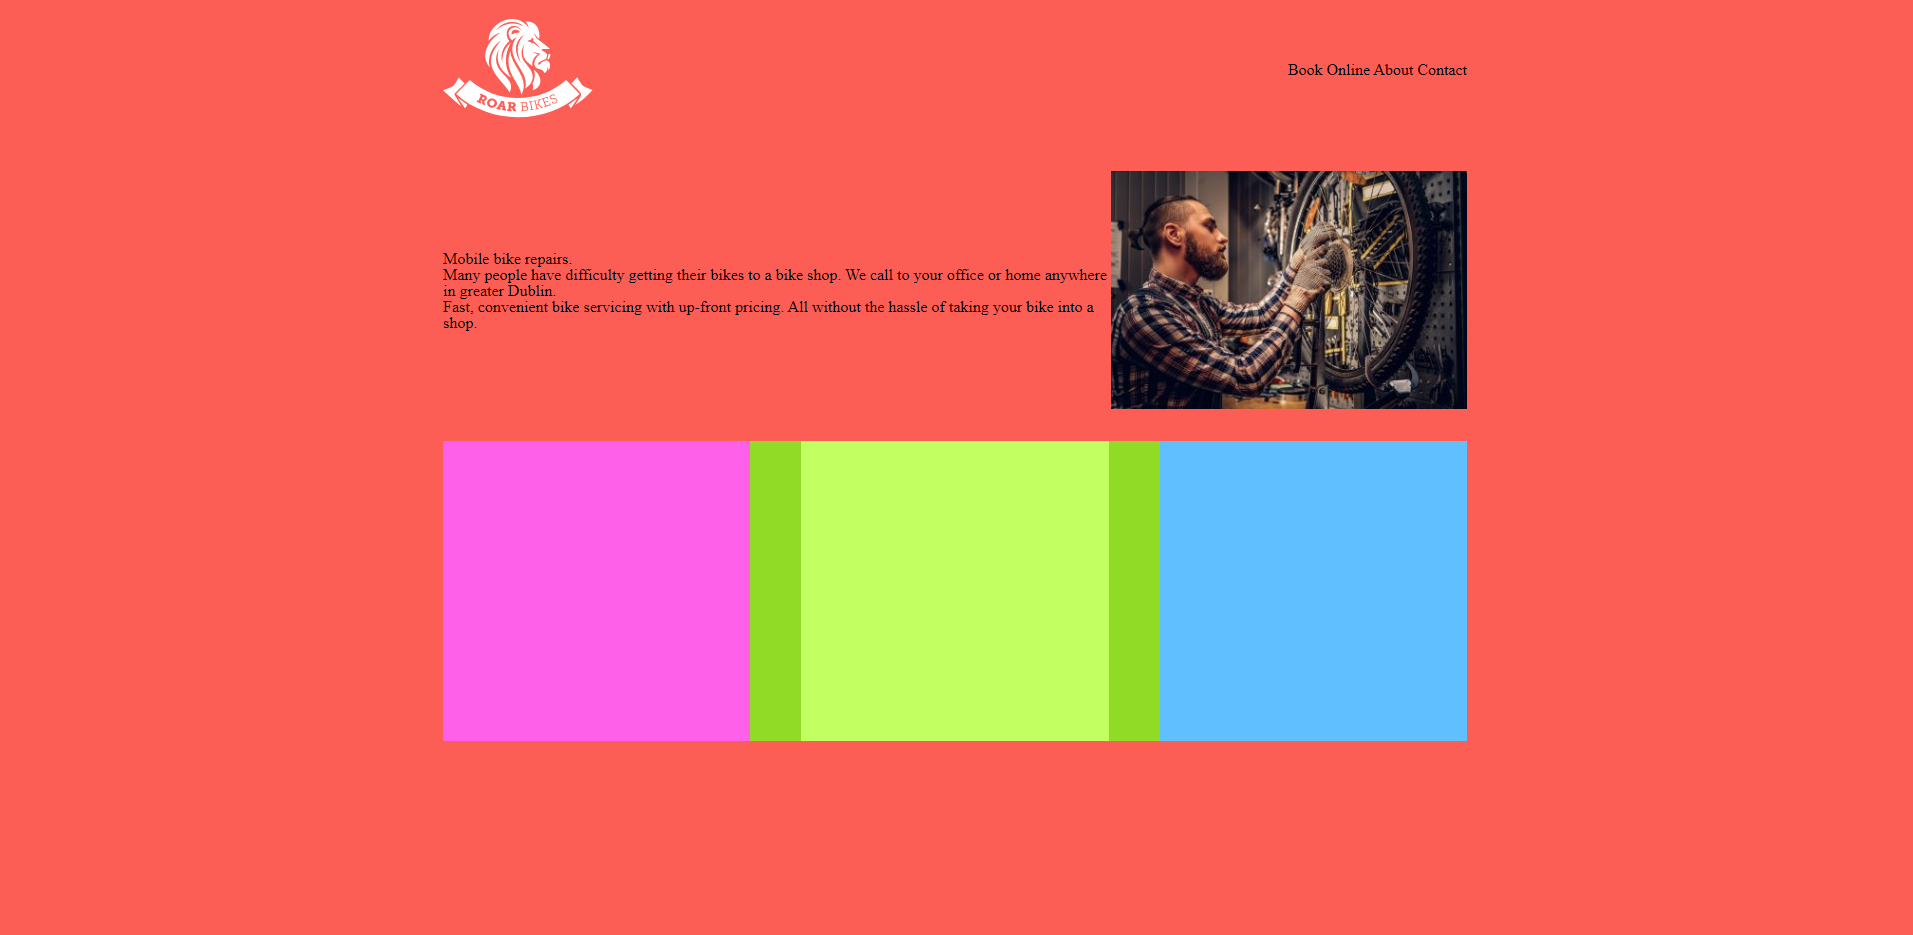 ROAR BIKES
Book Online About Contact
Mobile bike repairs.
Many people have difficulty getting their bikes to a bike shop. We call to your office or home anywhere
in greater Dublin.
Fast, convenient bike servicing with up-front pricing. All without the hassle of taking your bike into a
shop.